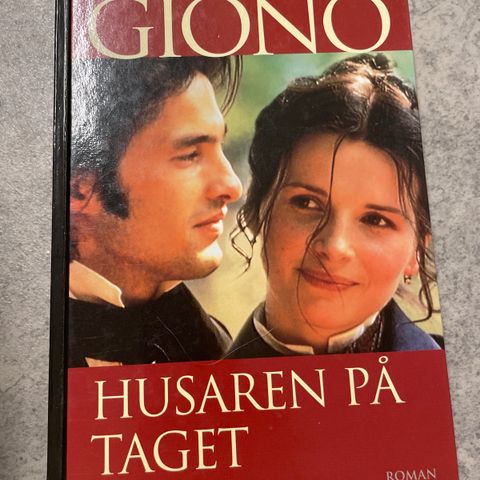 GIONO
HUSAREN PÅ
TAGET
ROMAN